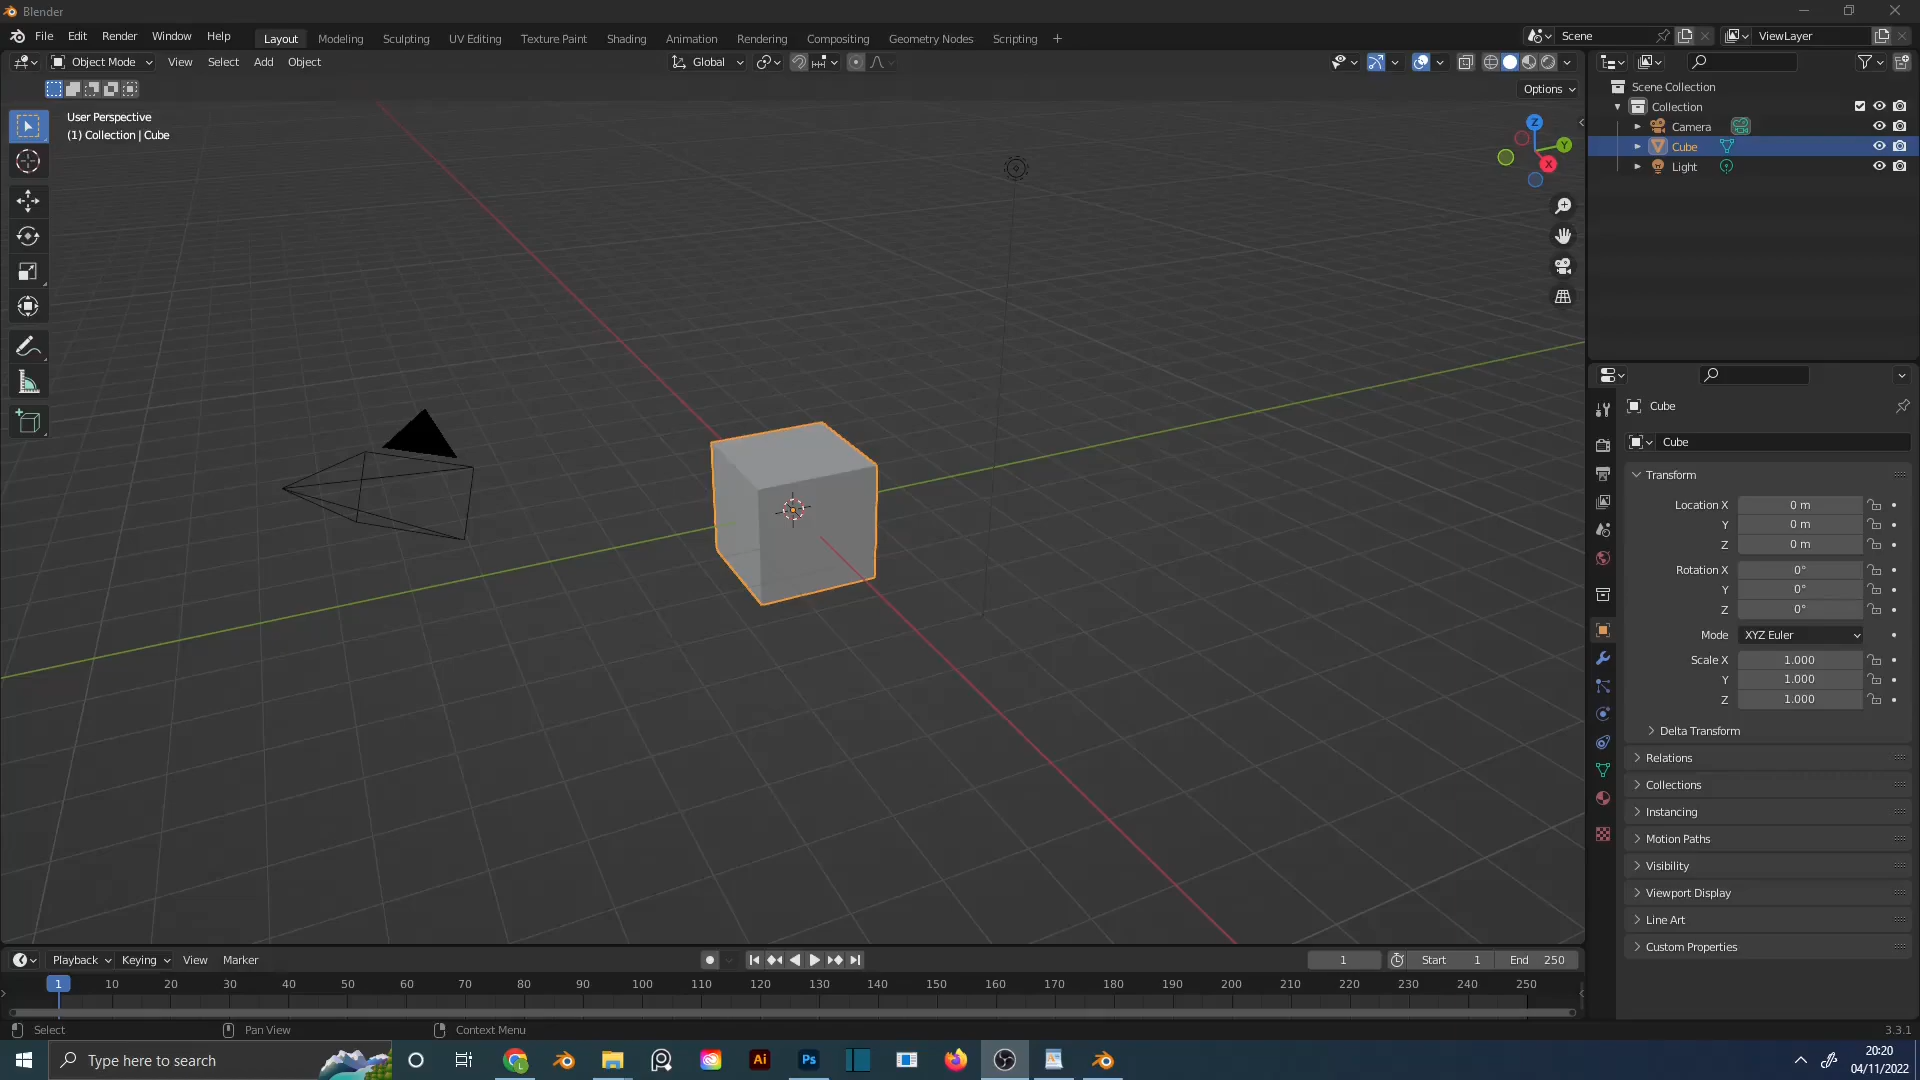 Blender
File Edit Render Window Help Layout Modeling Sculpting UV Editing Texture Paint Shading Animation Rendering Compositing Geometry Nodes Scripting + Scene ViewLayer
Object Mode View Select Add Object Global
Options
User Perspective
(1) Collection | Cube
Z
Y
X
Scene Collection
Collection
Camera
Cube
Light
Cube
Cube
Transform
Location X 0 m
Y 0 m
Z 0 m
Rotation X 0°
Y 0°
Z 0°
Mode XYZ Euler
Scale X 1.000
Y 1.000
Z 1.000
Delta Transform
Relations
Collections
Instancing
Motion Paths
Visibility
Viewport Display
Line Art
Custom Properties
Playback Keying View Marker 1 Start 1 End 250
1 10 20 30 40 50 60 70 80 90 100 110 120 130 140 150 160 170 180 190 200 210 220 230 240 250
Select Pan View Context Menu 3.3.1
Type here to search L Ai Ps 20:20
04/11/2022